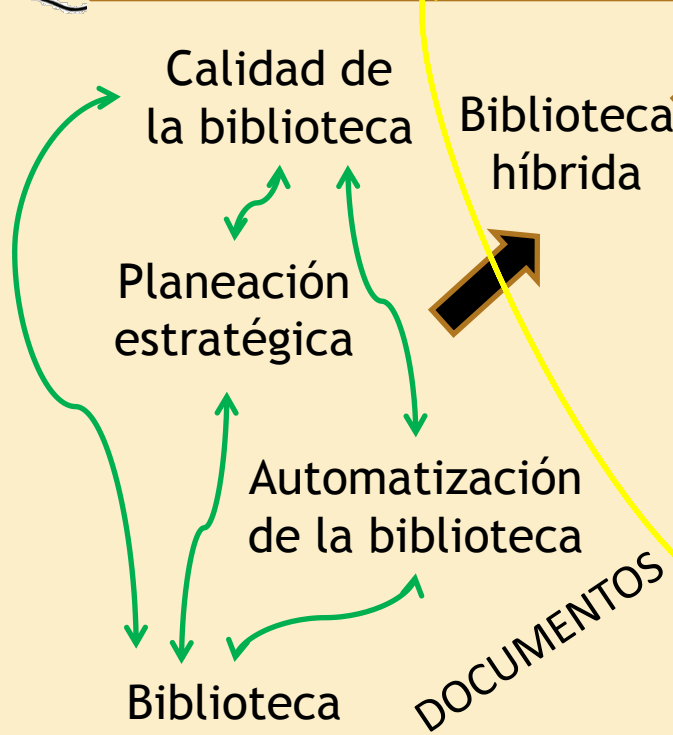 Calidad de
la biblioteca
Biblioteca
híbrida
Planeación
estratégica
Automatización
de la biblioteca
DOCUMENTOS
Biblioteca